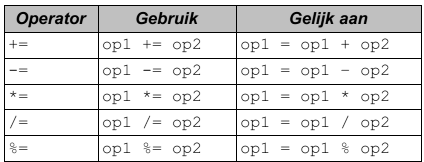 Operator Gebruik Gelijk aan
+= op1 += op2 op1 = op1 + op2
-= op1 -= op2 op1 = op1 – op2
*= op1 *= op2 op1 = op1 * op2
/= op1 /= op2 op1 = op1 / op2
%= op1 %= op2 op1 = op1 % op2